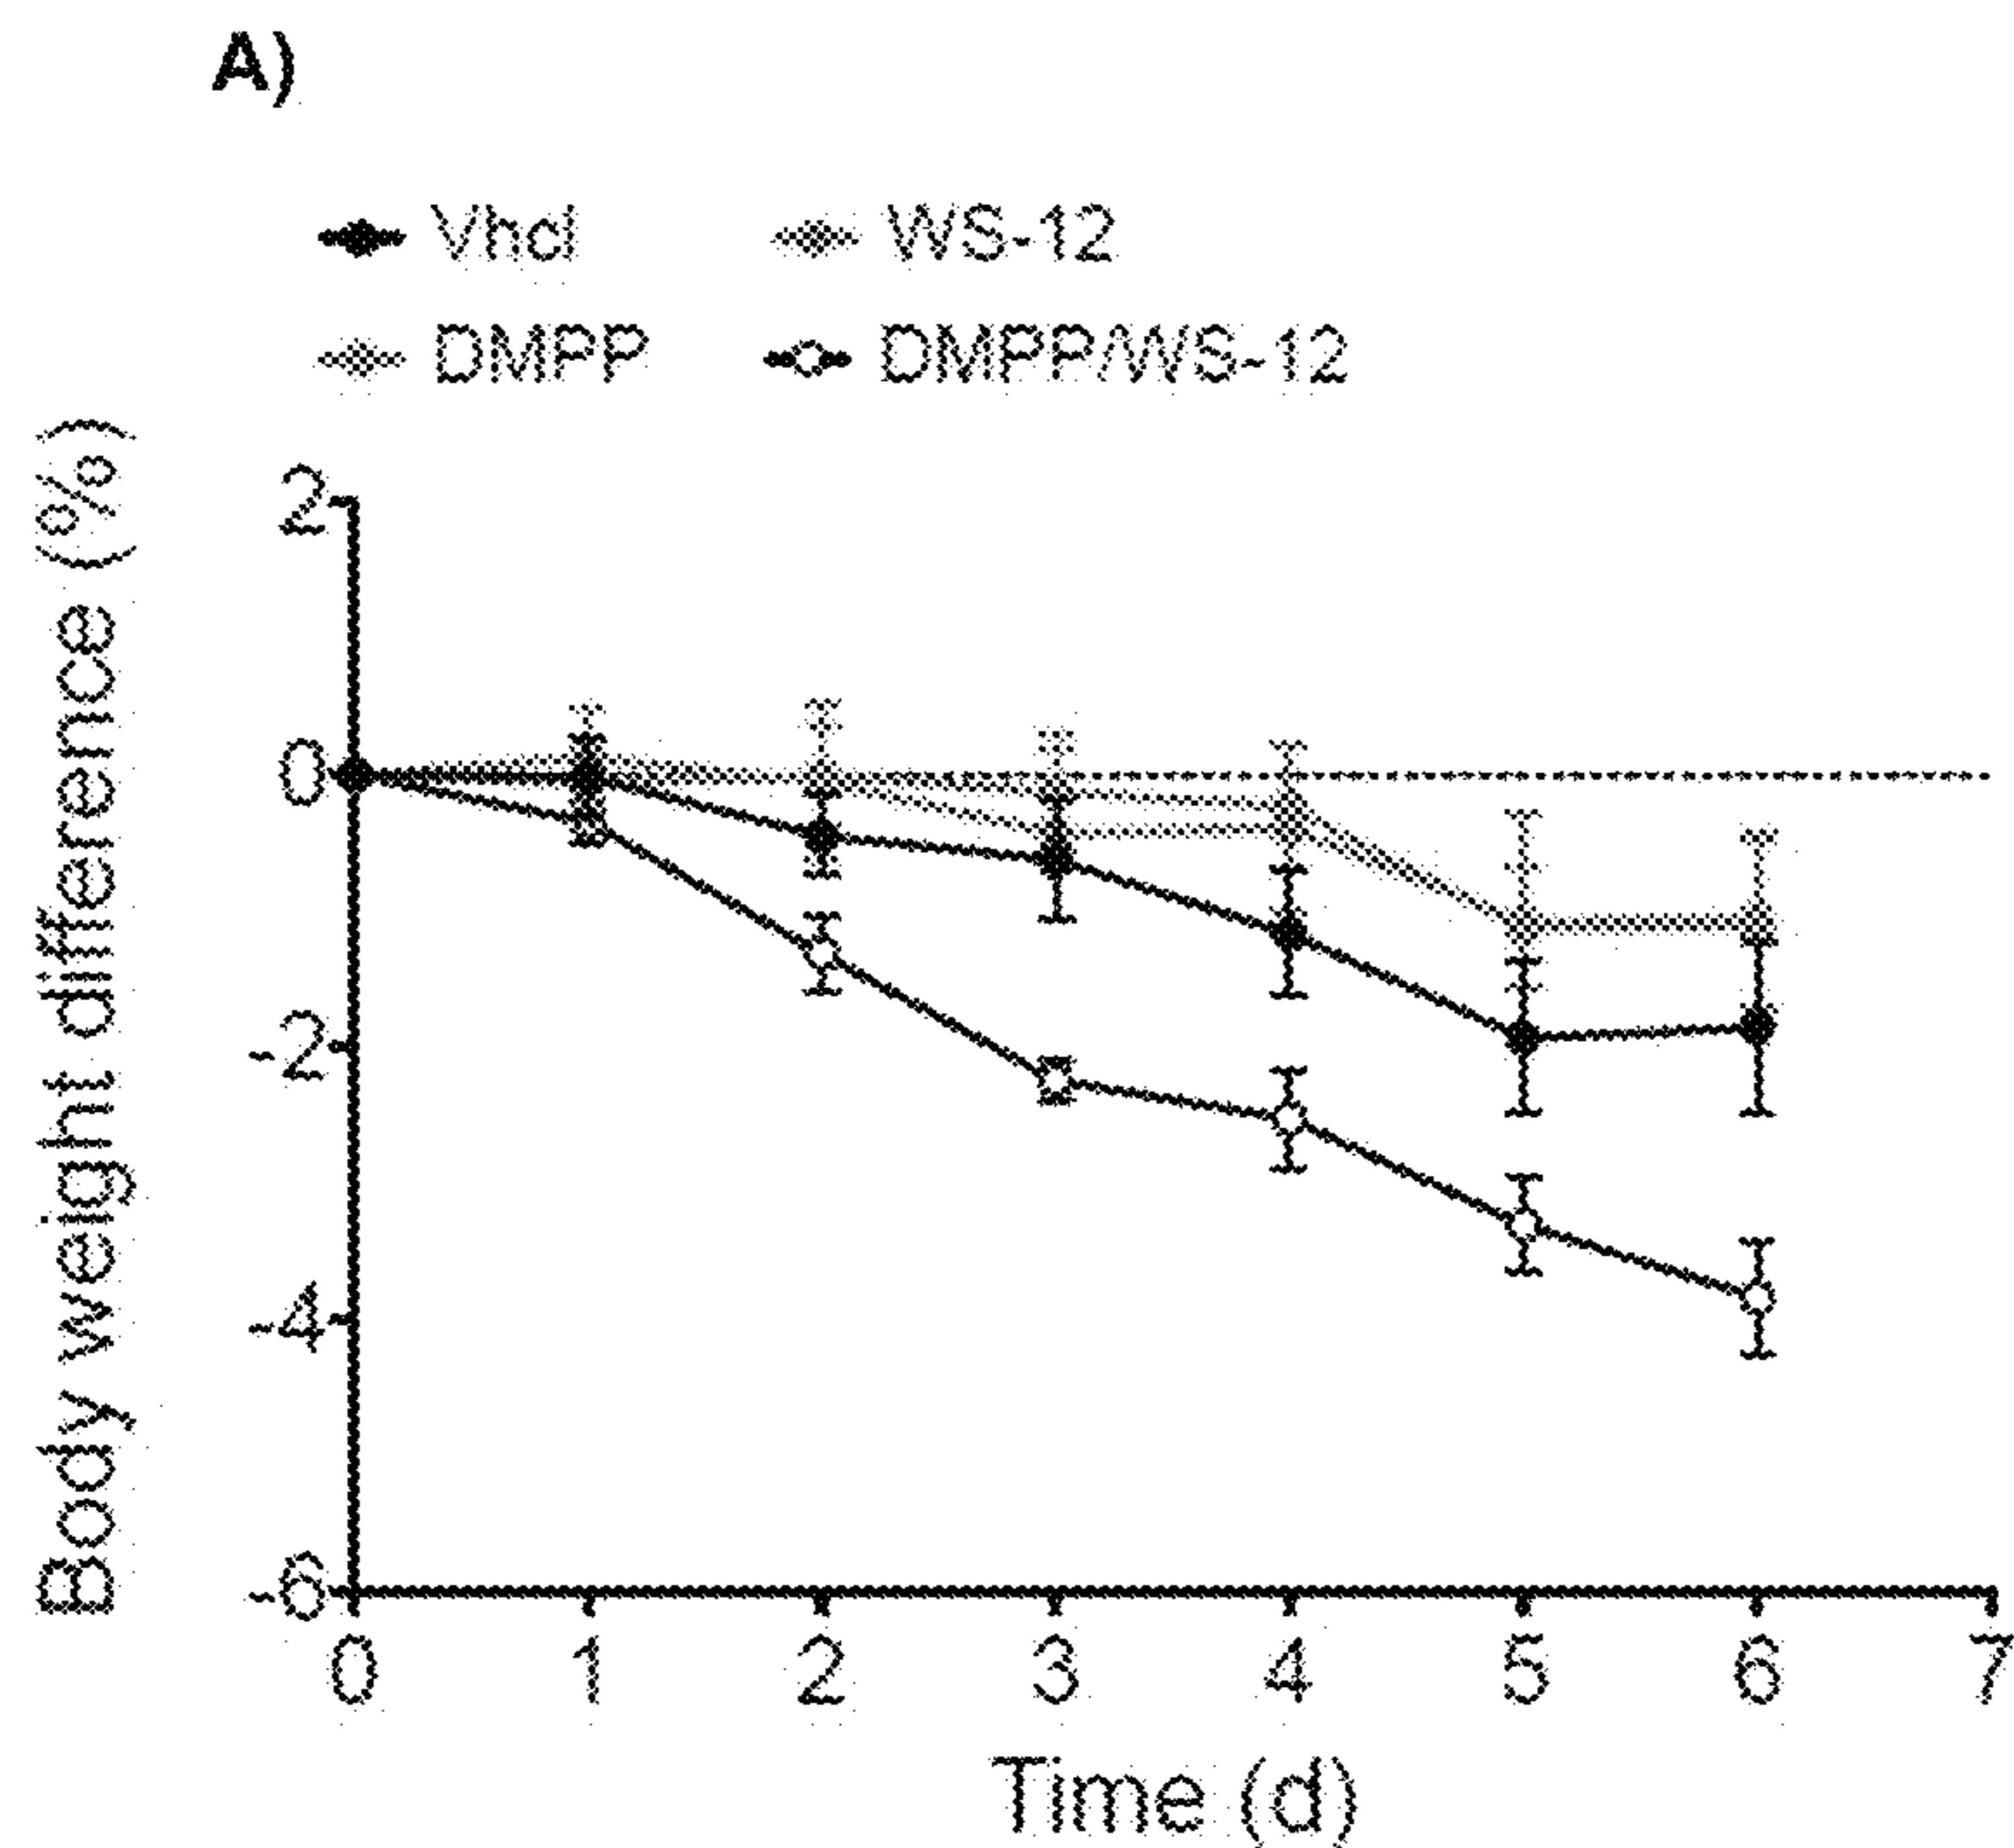 A)
Vhcl WS-12
DMPP DMPP/WS-12
Body weight difference (%)
2
0
-2
-4
-6
0 1 2 3 4 5 6 7
Time (d)